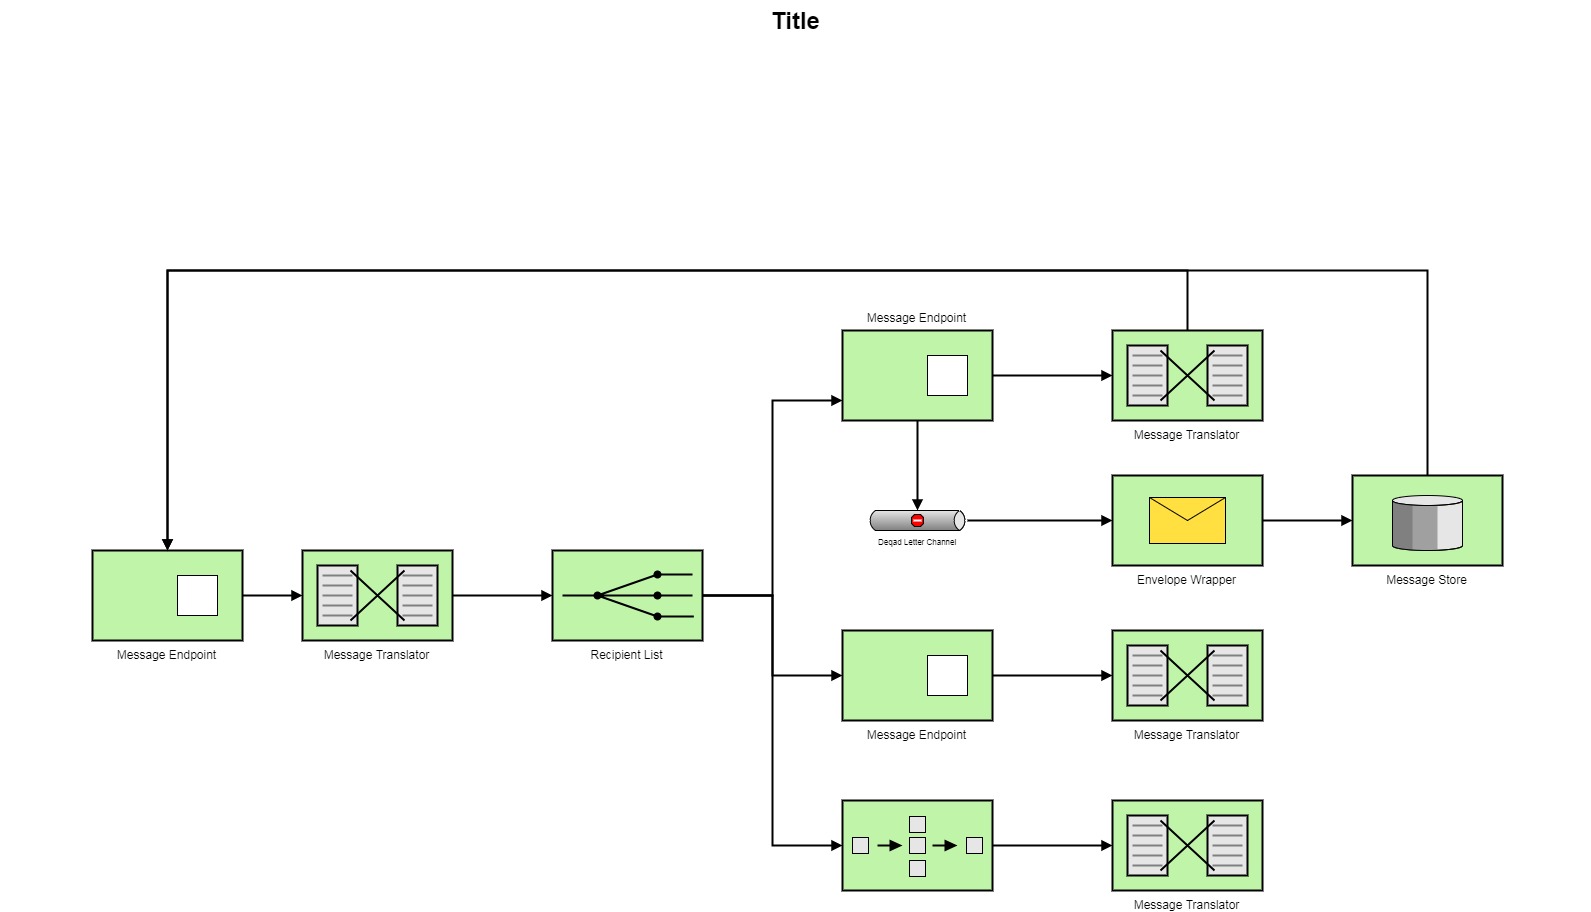 Title
Message Endpoint
Message Translator
Deqad Letter Channel
Envelope Wrapper
Message Store
Message Endpoint
Message Translator
Recipient List
Message Endpoint
Message Translator
Message Translator